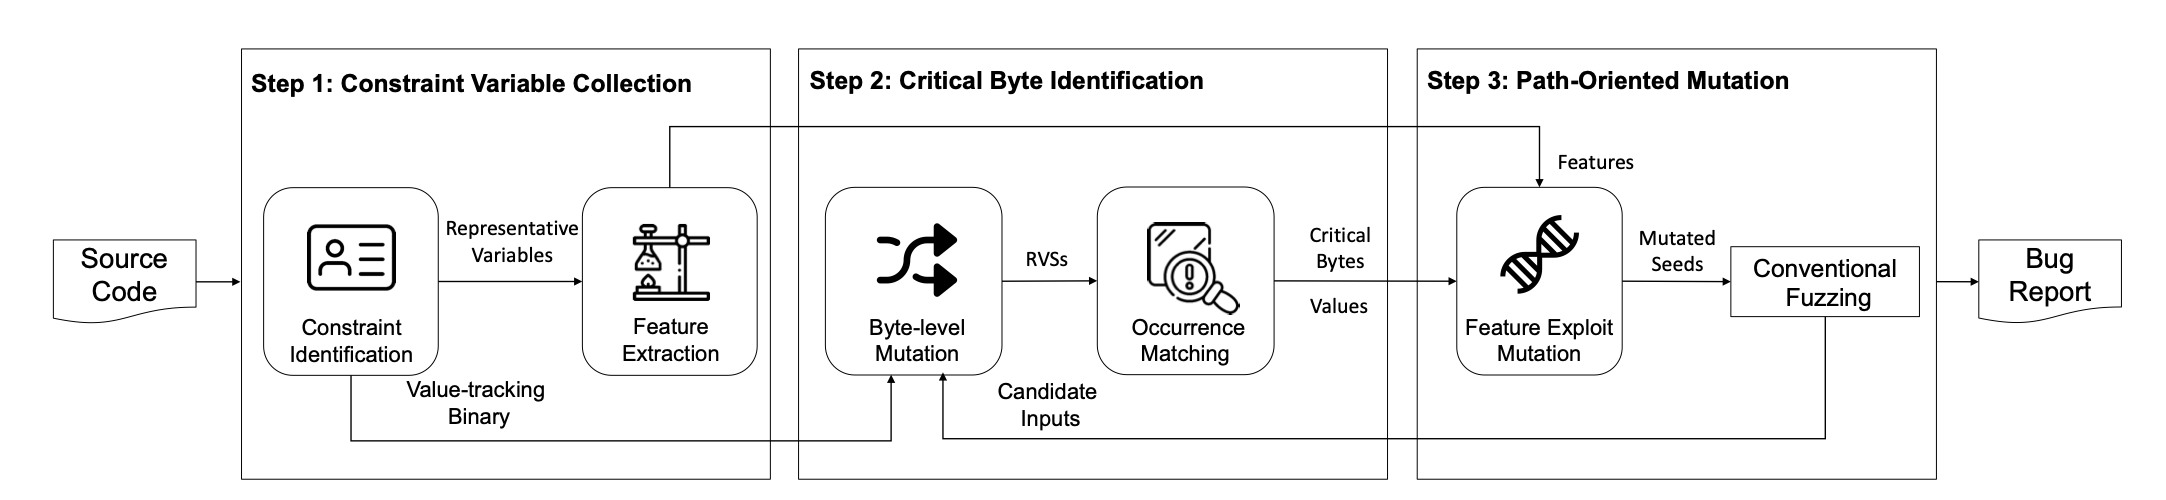 Step 1: Constraint Variable Collection
Step 2: Critical Byte Identification
Step 3: Path-Oriented Mutation
Features
Source
Code
Constraint
Identification
Representative
Variables
Feature
Extraction
Value-tracking
Binary
Byte-level
Mutation
RVSs
Occurrence
Matching
Candidate
Inputs
Critical
Bytes
Values
Feature Exploit
Mutation
Mutated
Seeds
Conventional
Fuzzing
Bug
Report